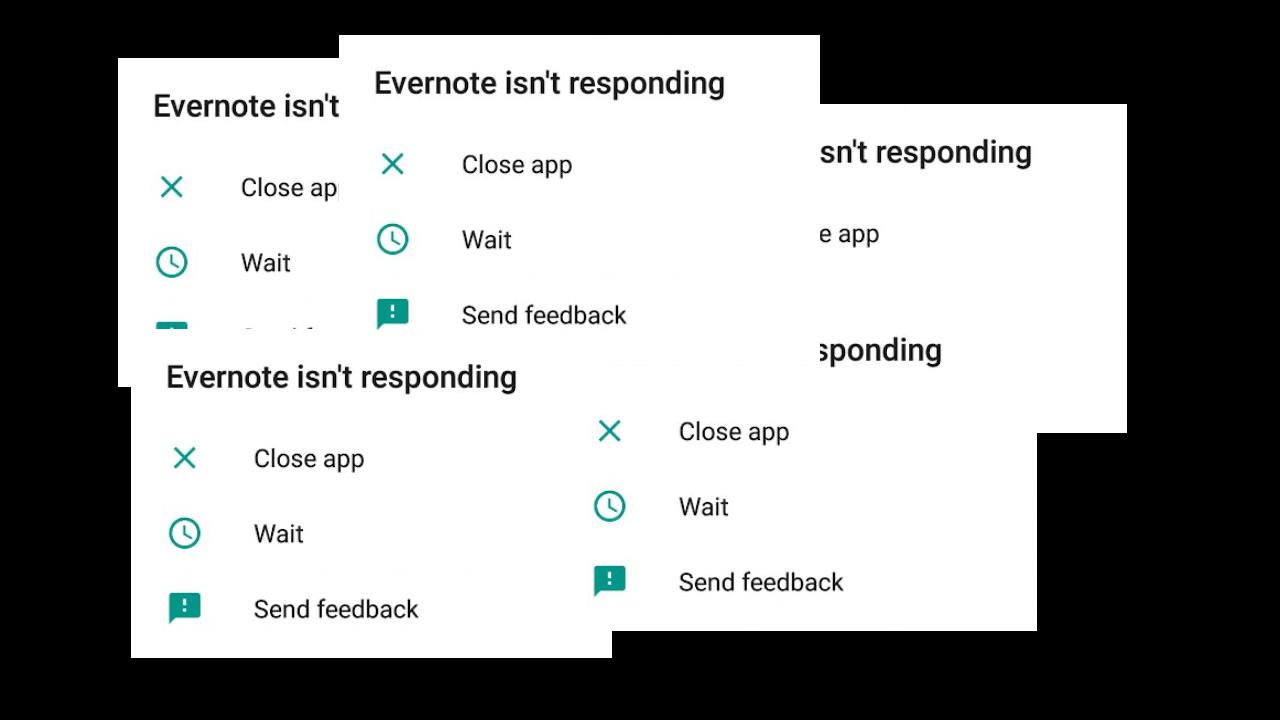 Evernote isn't
Close ap
Wait
Evernote isn't responding
Close app
Wait
Send feedback
sn't responding
e app
sponding
Close app
Wait
Send feedback
Evernote isn't responding
Close app
Wait
Send feedback